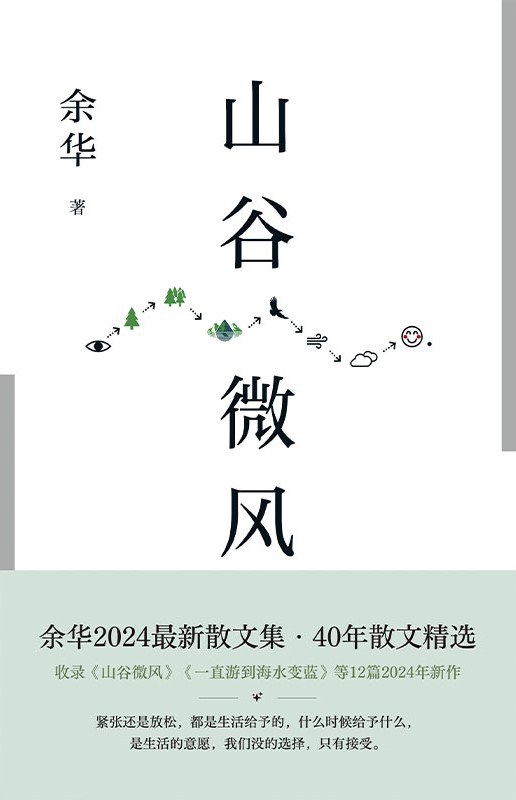 余华
著
山谷微风
余华2024最新散文集·40年散文精选
收录《山谷微风》《一直游到海水变蓝》等12篇2024年新作
紧张还是放松，都是生活给予的，什么时候给予什么，
是生活的意愿，我们没的选择，只有接受。